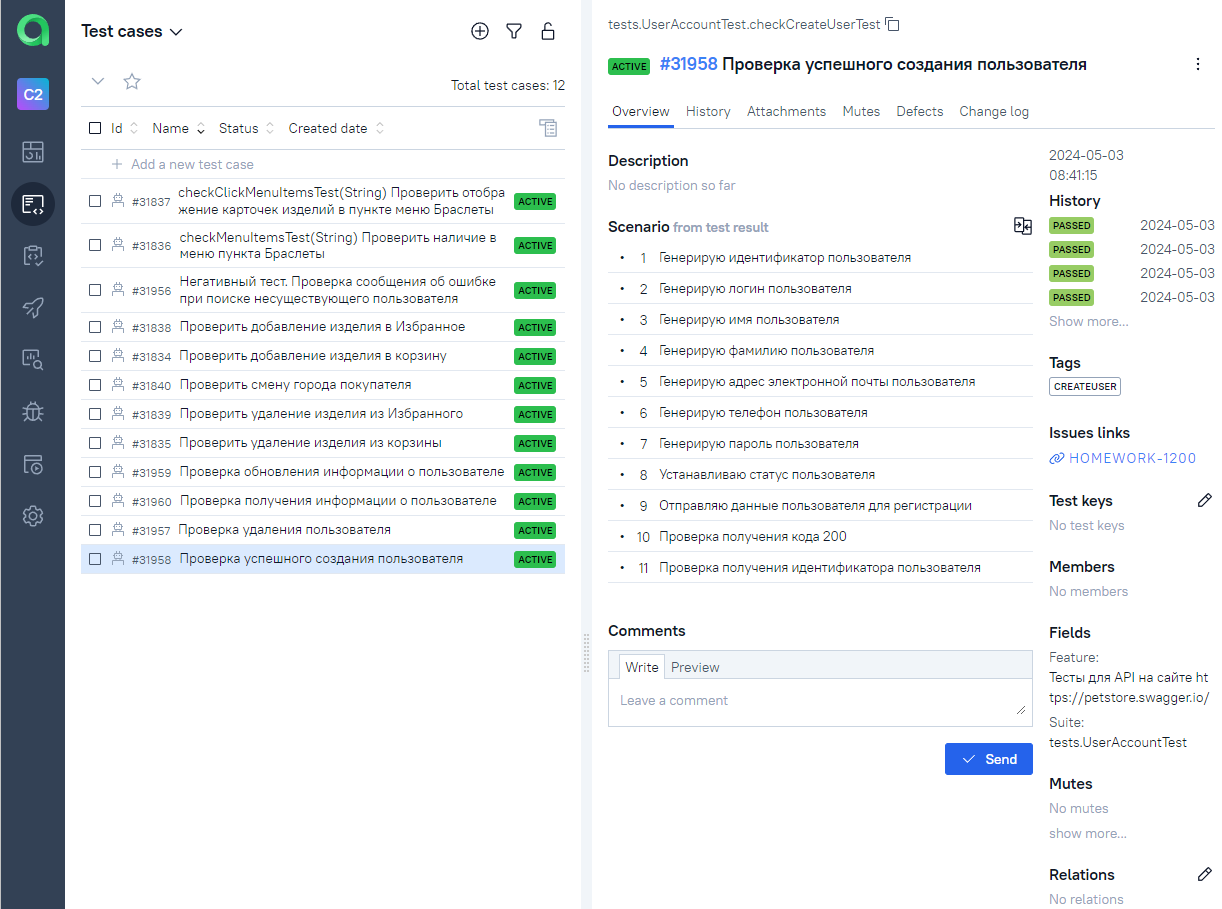 Test cases
Total test cases: 12
C2
Id Name Status Created date
Add a new test case
#31837 checkClickMenuItemsTest(String) Проверить отобра
жение карточек изделий в пункте меню Браслеты ACTIVE
#31836 checkMenuItemsTest(String) Проверить наличие в
меню пункта Браслеты ACTIVE
#31956 Негативный тест. Проверка сообщения об ошибке
при поиске несуществующего пользователя ACTIVE
#31838 Проверить добавление изделия в Избранное ACTIVE
#31834 Проверить добавление изделия в корзину ACTIVE
#31840 Проверить смену города покупателя ACTIVE
#31839 Проверить удаление изделия из Избранного ACTIVE
#31835 Проверить удаление изделия из корзины ACTIVE
#31959 Проверка обновления информации о пользователе ACTIVE
#31960 Проверка получения информации о пользователе ACTIVE
#31957 Проверка удаления пользователя ACTIVE
#31958 Проверка успешного создания пользователя ACTIVE
tests.UserAccountTest.checkCreateUserTest
ACTIVE #31958 Проверка успешного создания пользователя
Overview History Attachments Mutes Defects Change log
Description
No description so far
Scenario from test result
1 Генерирую идентификатор пользователя
2 Генерирую логин пользователя
3 Генерирую имя пользователя
4 Генерирую фамилию пользователя
5 Генерирую адрес электронной почты пользователя
6 Генерирую телефон пользователя
7 Генерирую пароль пользователя
8 Устанавливаю статус пользователя
9 Отправляю данные пользователя для регистрации
10 Проверка получения кода 200
11 Проверка получения идентификатора пользователя
Comments
Write Preview
Leave a comment
Send
2024-05-03
08:41:15
History
PASSED 2024-05-03
PASSED 2024-05-03
PASSED 2024-05-03
PASSED 2024-05-03
Show more...
Tags
CREATEUSER
Issues links
HOMEWORK-1200
Test keys
No test keys
Members
No members
Fields
Feature:
Тесты для API на сайте ht
tps://petstore.swagger.io/
Suite:
tests.UserAccountTest
Mutes
No mutes
show more...
Relations
No relations